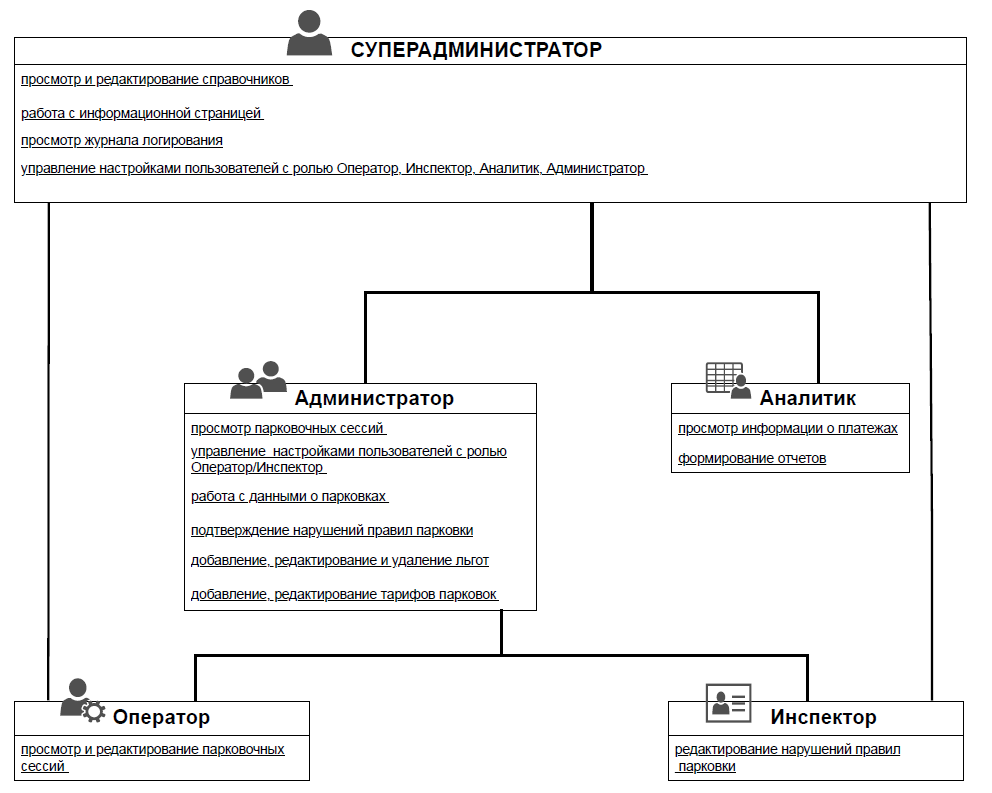 СУПЕРАДМИНИСТРАТОР
просмотр и редактирование справочников
работа с информационной страницей
просмотр журнала логирования
управление настройками пользователей с ролью Оператор, Инспектор, Аналитик, Администратор
Администратор
просмотр парковочных сессий
управление настройками пользователей с ролью
Оператор/Инспектор
работа с данными о парковках
подтверждение нарушений правил парковки
добавление, редактирование и удаление льгот
добавление, редактирование тарифов парковок
Аналитик
просмотр информации о платежах
формирование отчетов
Оператор
просмотр и редактирование парковочных
сессий
Инспектор
редактирование нарушений правил
парковки